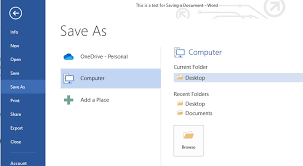 This is a test for Saving a Document - Word
Info
New
Open
Save
Save As
Print
Share
Export
Close
Account
Save As
OneDrive - Personal
Computer
Add a Place
Computer
Current Folder
Desktop
Recent Folders
Desktop
Documents
Browse